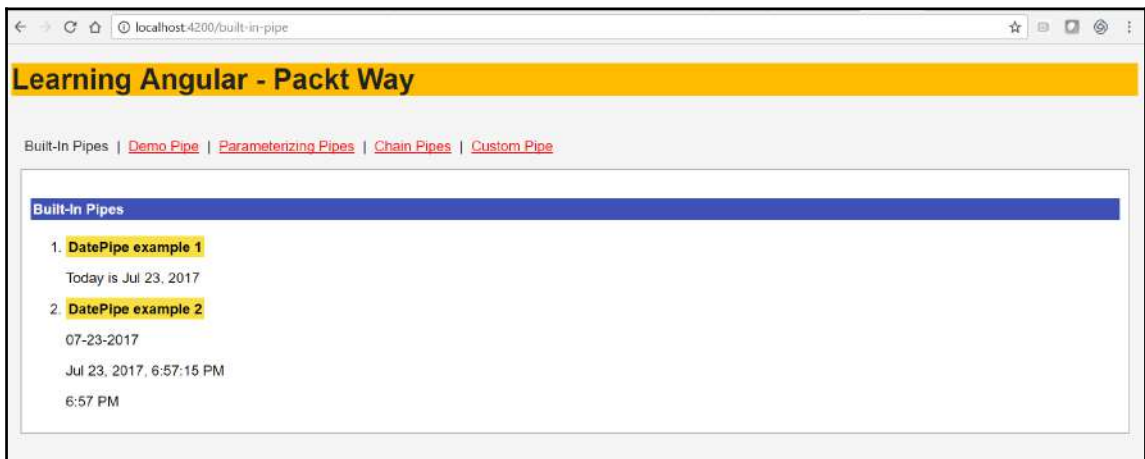 localhost:4200/built-in-pipe
Learning Angular - Packt Way
Built-In Pipes | Demo Pipe | Parameterizing Pipes | Chain Pipes | Custom Pipe
Built-In Pipes
1. DatePipe example 1
Today is Jul 23, 2017
2. DatePipe example 2
07-23-2017
Jul 23, 2017, 6:57:15 PM
6:57 PM